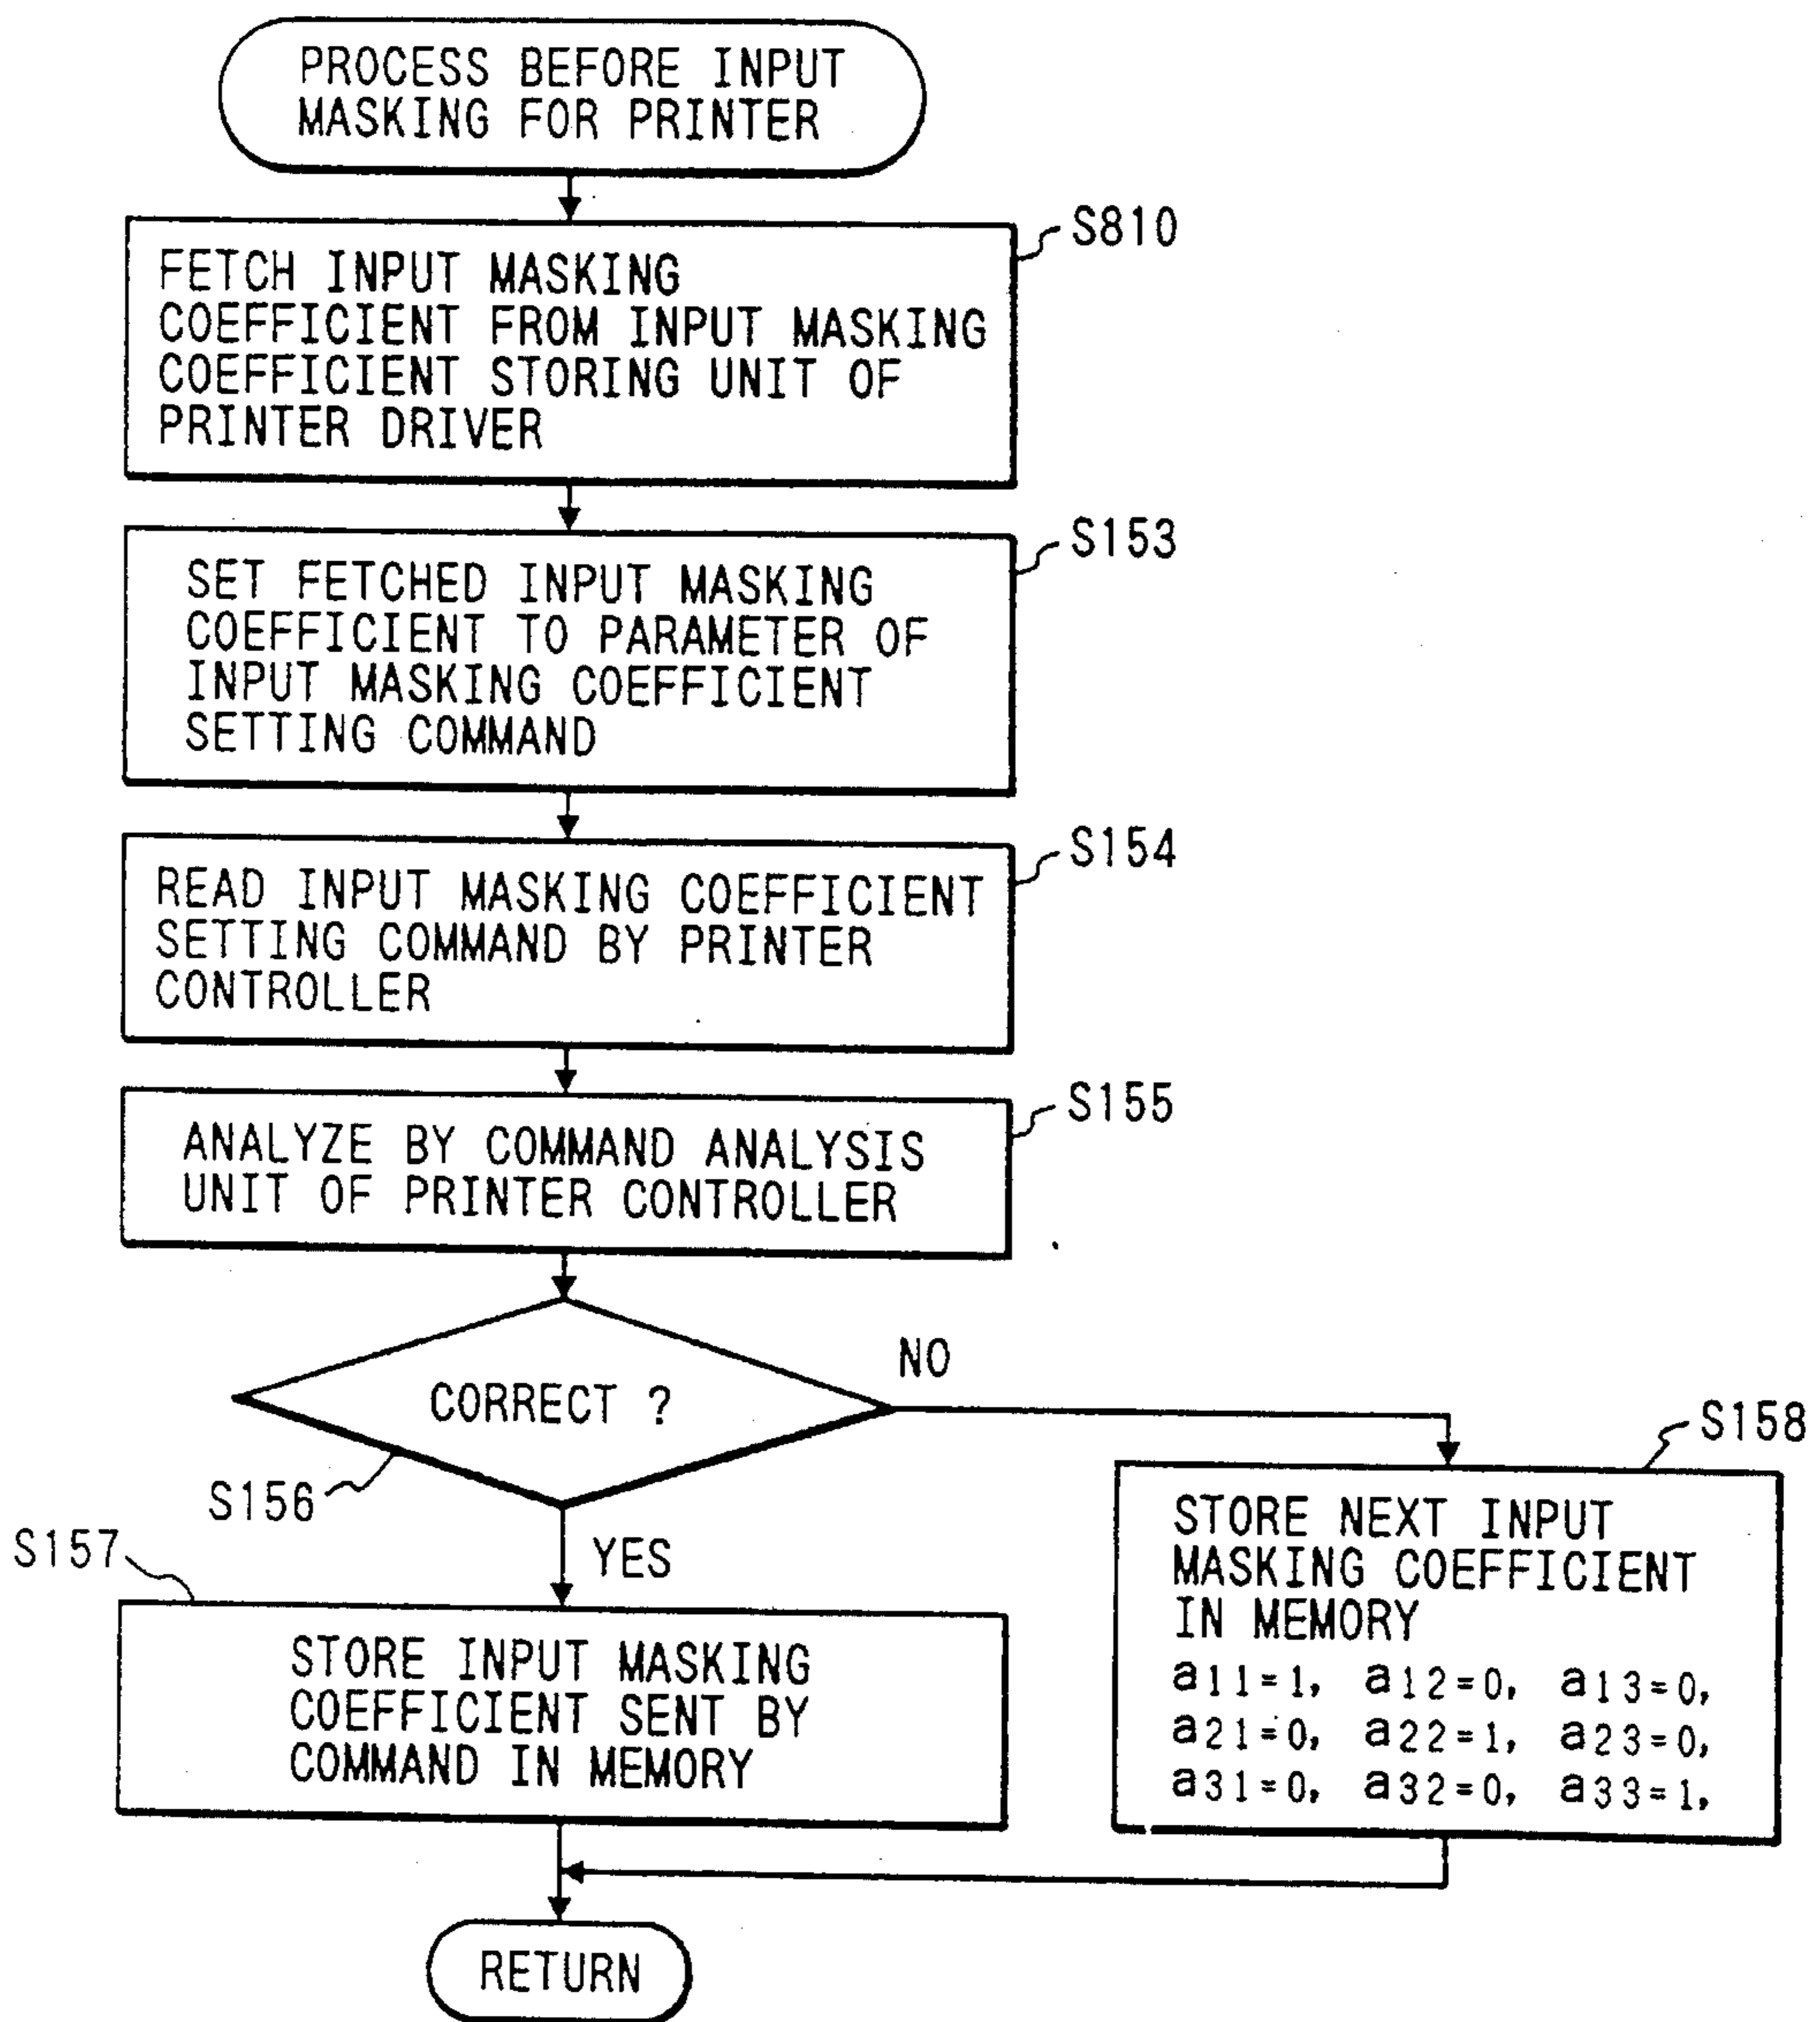 PROCESS BEFORE INPUT
MASKING FOR PRINTER
S810
FETCH INPUT MASKING
COEFFICIENT FROM INPUT MASKING
COEFFICIENT STORING UNIT OF
PRINTER DRIVER
S153
SET FETCHED INPUT MASKING
COEFFICIENT TO PARAMETER OF
INPUT MASKING COEFFICIENT
SETTING COMMAND
S154
READ INPUT MASKING COEFFICIENT
SETTING COMMAND BY PRINTER
CONTROLLER
S155
ANALYZE BY COMMAND ANALYSIS
UNIT OF PRINTER CONTROLLER
CORRECT ?
NO
S156
YES
S158
STORE NEXT INPUT
MASKING COEFFICIENT
IN MEMORY
a11=1, a12=0, a13=0,
a21=0, a22=1, a23=0,
a31=0, a32=0, a33=1,
S157
STORE INPUT MASKING
COEFFICIENT SENT BY
COMMAND IN MEMORY
RETURN